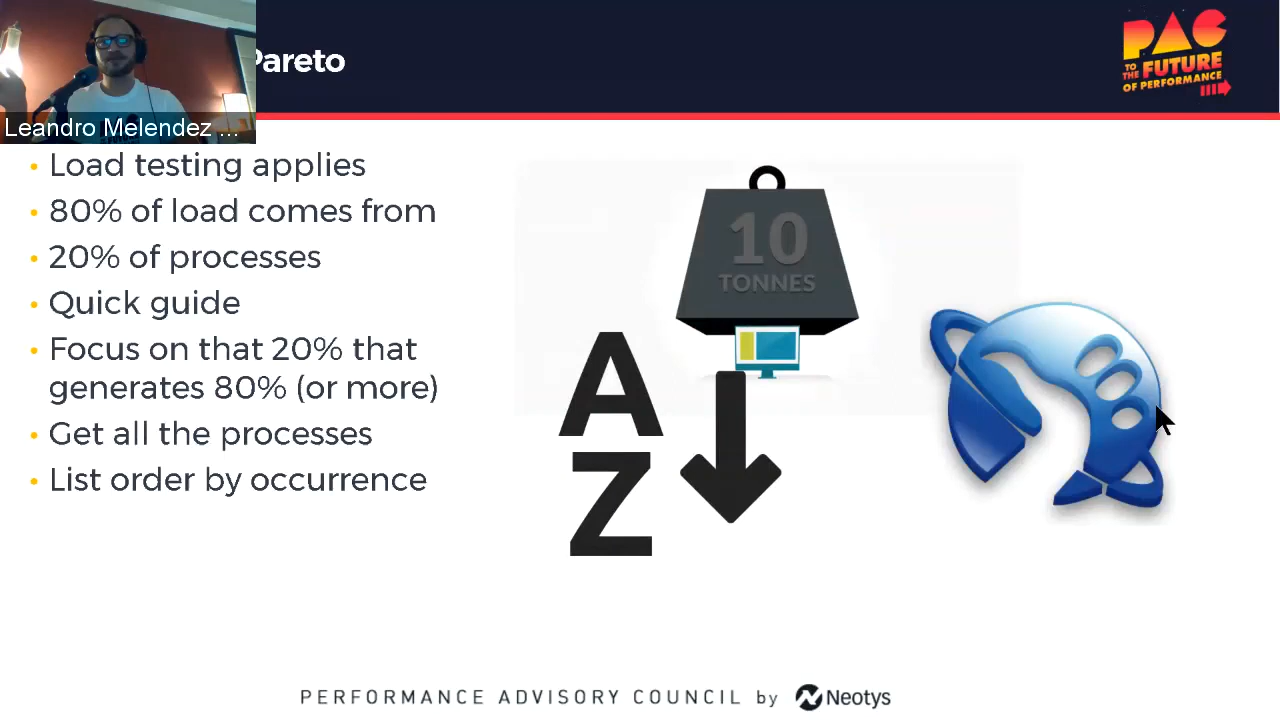 Pareto
PAC
TO THE FUTURE
OF PERFORMANCE
Leandro Melendez ...
Load testing applies
80% of load comes from
20% of processes
Quick guide
Focus on that 20% that
generates 80% (or more)
Get all the processes
List order by occurrence
10
TONNES
A
Z
PERFORMANCE ADVISORY COUNCIL by Neotys